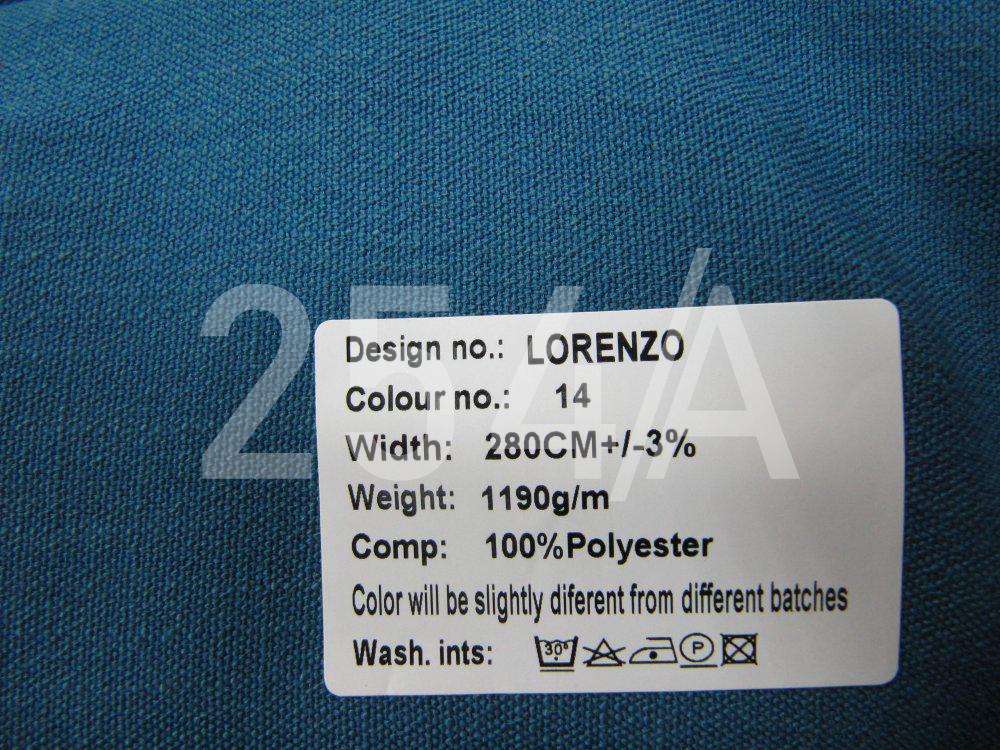 254/A
Design no.: LORENZO
Colour no.: 14
Width: 280CM+/-3%
Weight: 1190g/m
Comp: 100%Polyester
Color will be slightly diferent from different batches
Wash. ints: 30° P